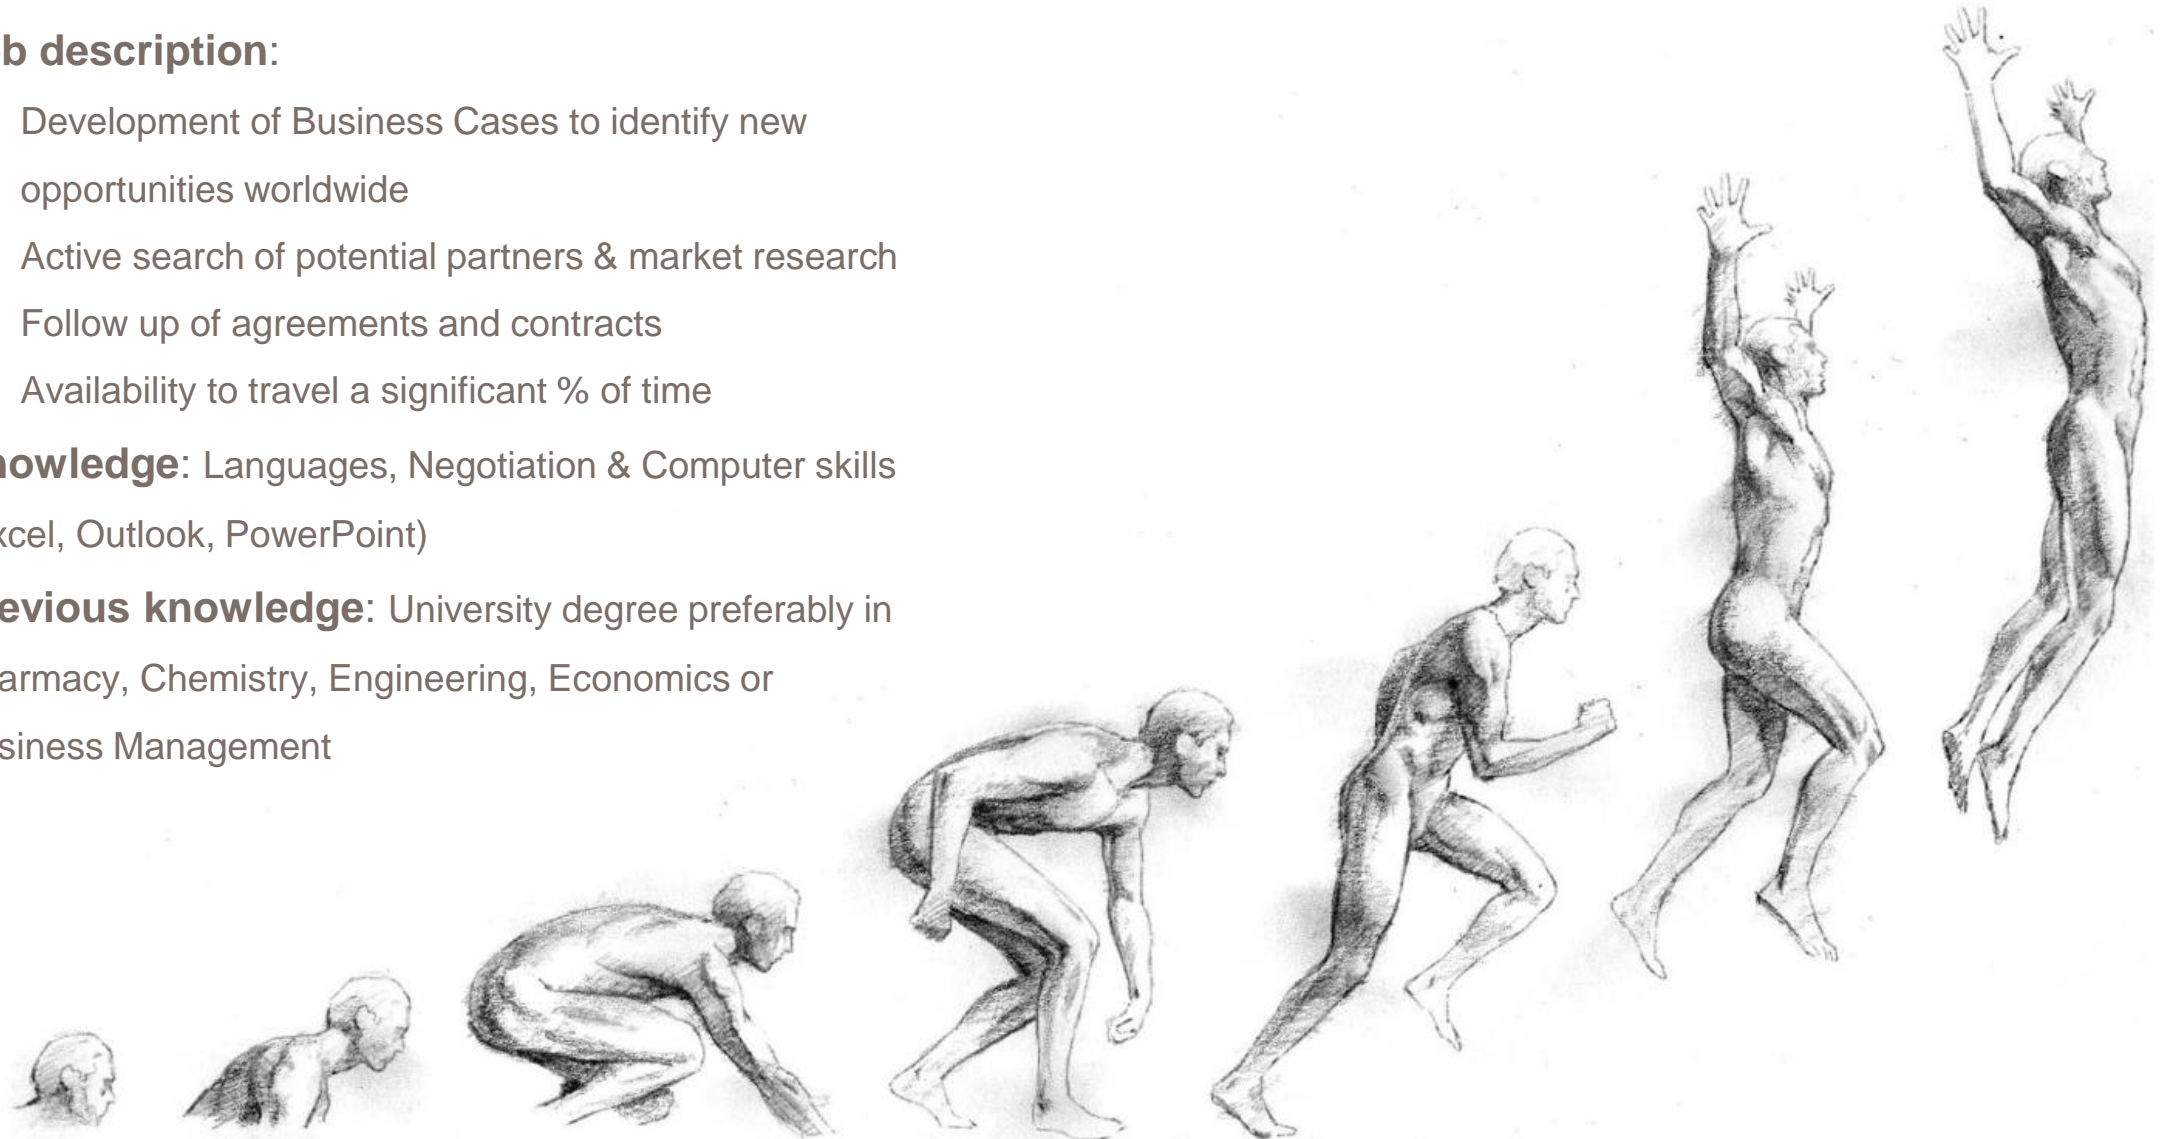 b description:
Development of Business Cases to identify new
opportunities worldwide
Active search of potential partners & market research
Follow up of agreements and contracts
Availability to travel a significant % of time
nowledge: Languages, Negotiation & Computer skills
xcel, Outlook, PowerPoint)
evious knowledge: University degree preferably in
armacy, Chemistry, Engineering, Economics or
siness Management